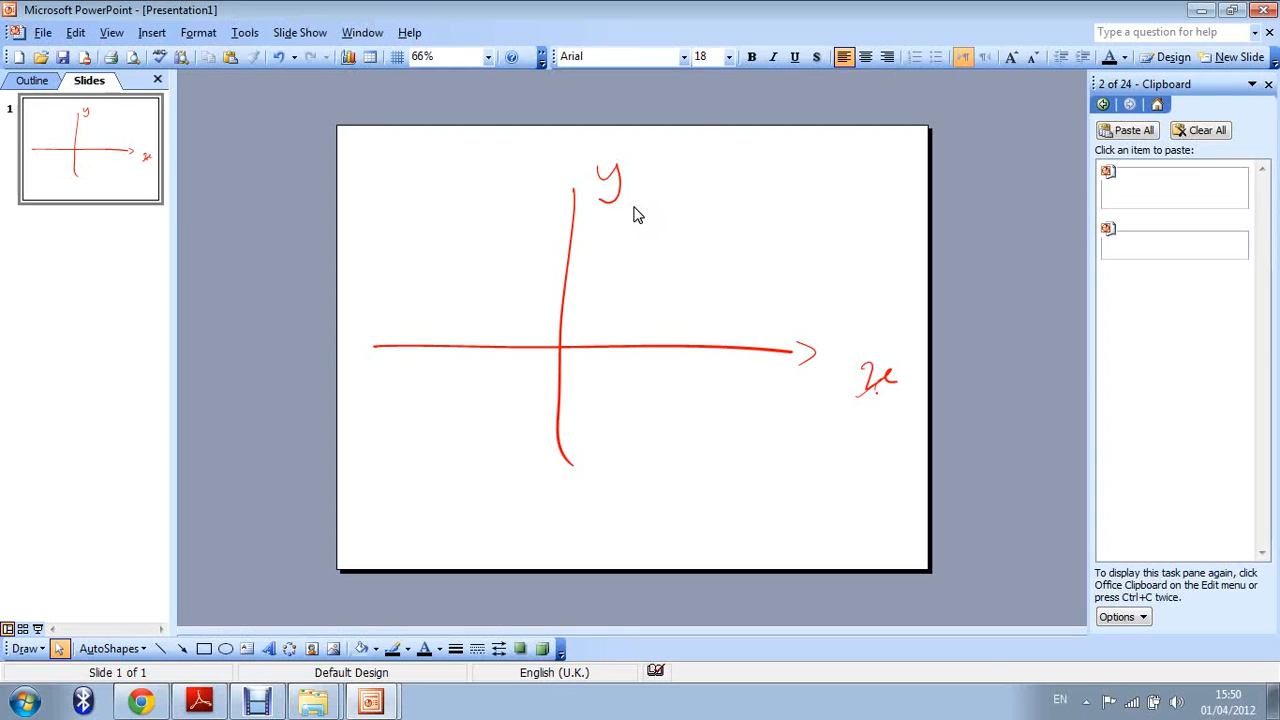 Microsoft PowerPoint - [Presentation1]
File Edit View Insert Format Tools Slide Show Window Help
Type a question for help
66%
Arial 18 B I U S
A Design New Slide
Outline Slides
2 of 24 - Clipboard
Paste All Clear All
Click an item to paste:
1
y
x
y
x
To display this task pane again, click
Office Clipboard on the Edit menu or
press Ctrl+C twice.
Options
Draw AutoShapes
Slide 1 of 1 Default Design English (U.K.)
EN
15:50
01/04/2012